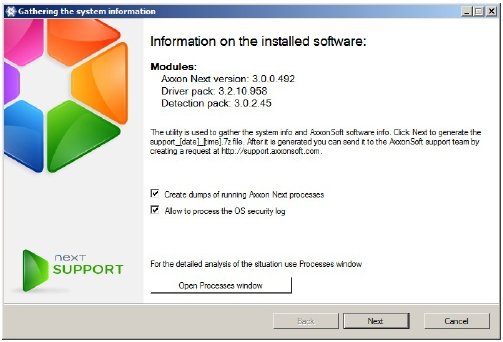 Gathering the system information
Information on the installed software:
Modules:
Axxon Next version: 3.0.0.492
Driver pack: 3.2.10.958
Detection pack: 3.0.2.45
The utility is used to gather the system info and AxxonSoft software info. Click Next to generate the
support_[date]_[time].7z file. After it is generated you can send it to the AxxonSoft support team by
creating a request at http://support.axxonsoft.com.
Create dumps of running Axxon Next processes
Allow to process the OS security log
next
SUPPORT
For the detailed analysis of the situation use Processes window
Open Processes window
Back
Next
Cancel